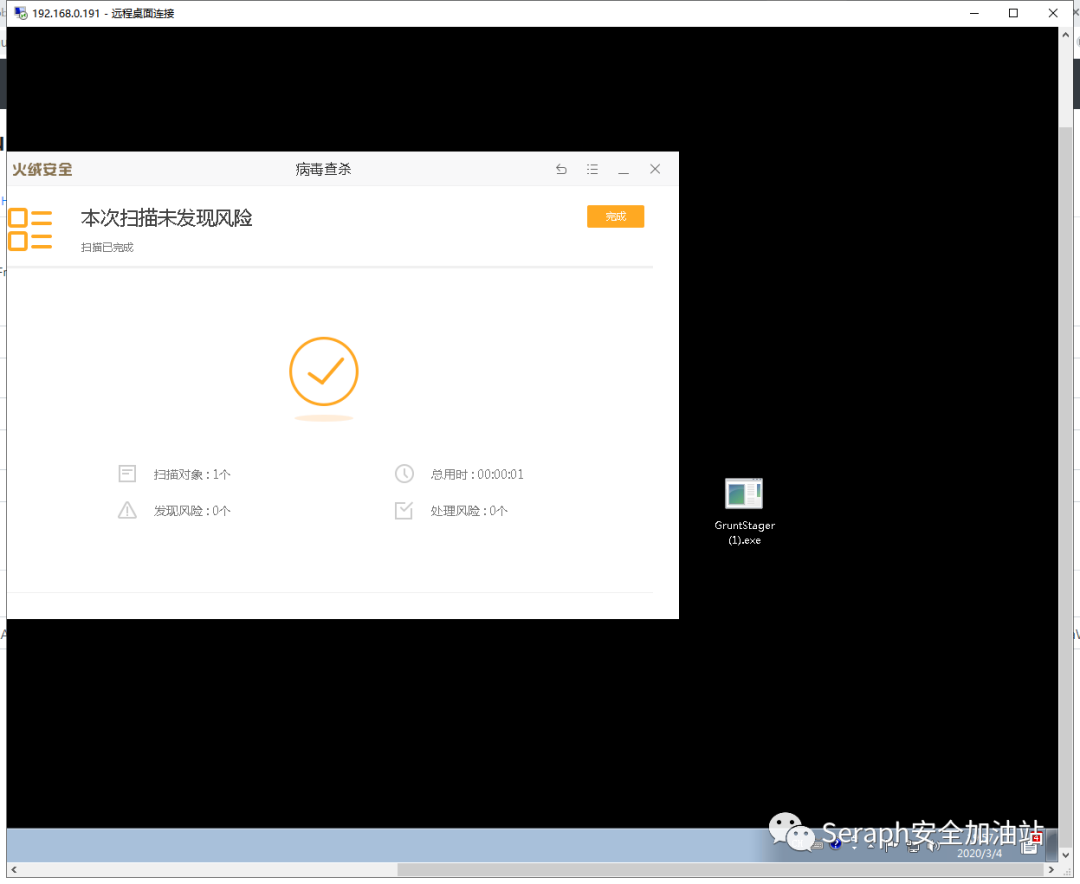 192.168.0.191 - 远程桌面连接
火绒安全
病毒查杀
本次扫描未发现风险
完成
扫描已完成
扫描对象 : 1个
总用时 : 00:00:01
发现风险 : 0个
处理风险 : 0个
GruntStager
(1).exe
Seraph安全加油站
2020/3/4